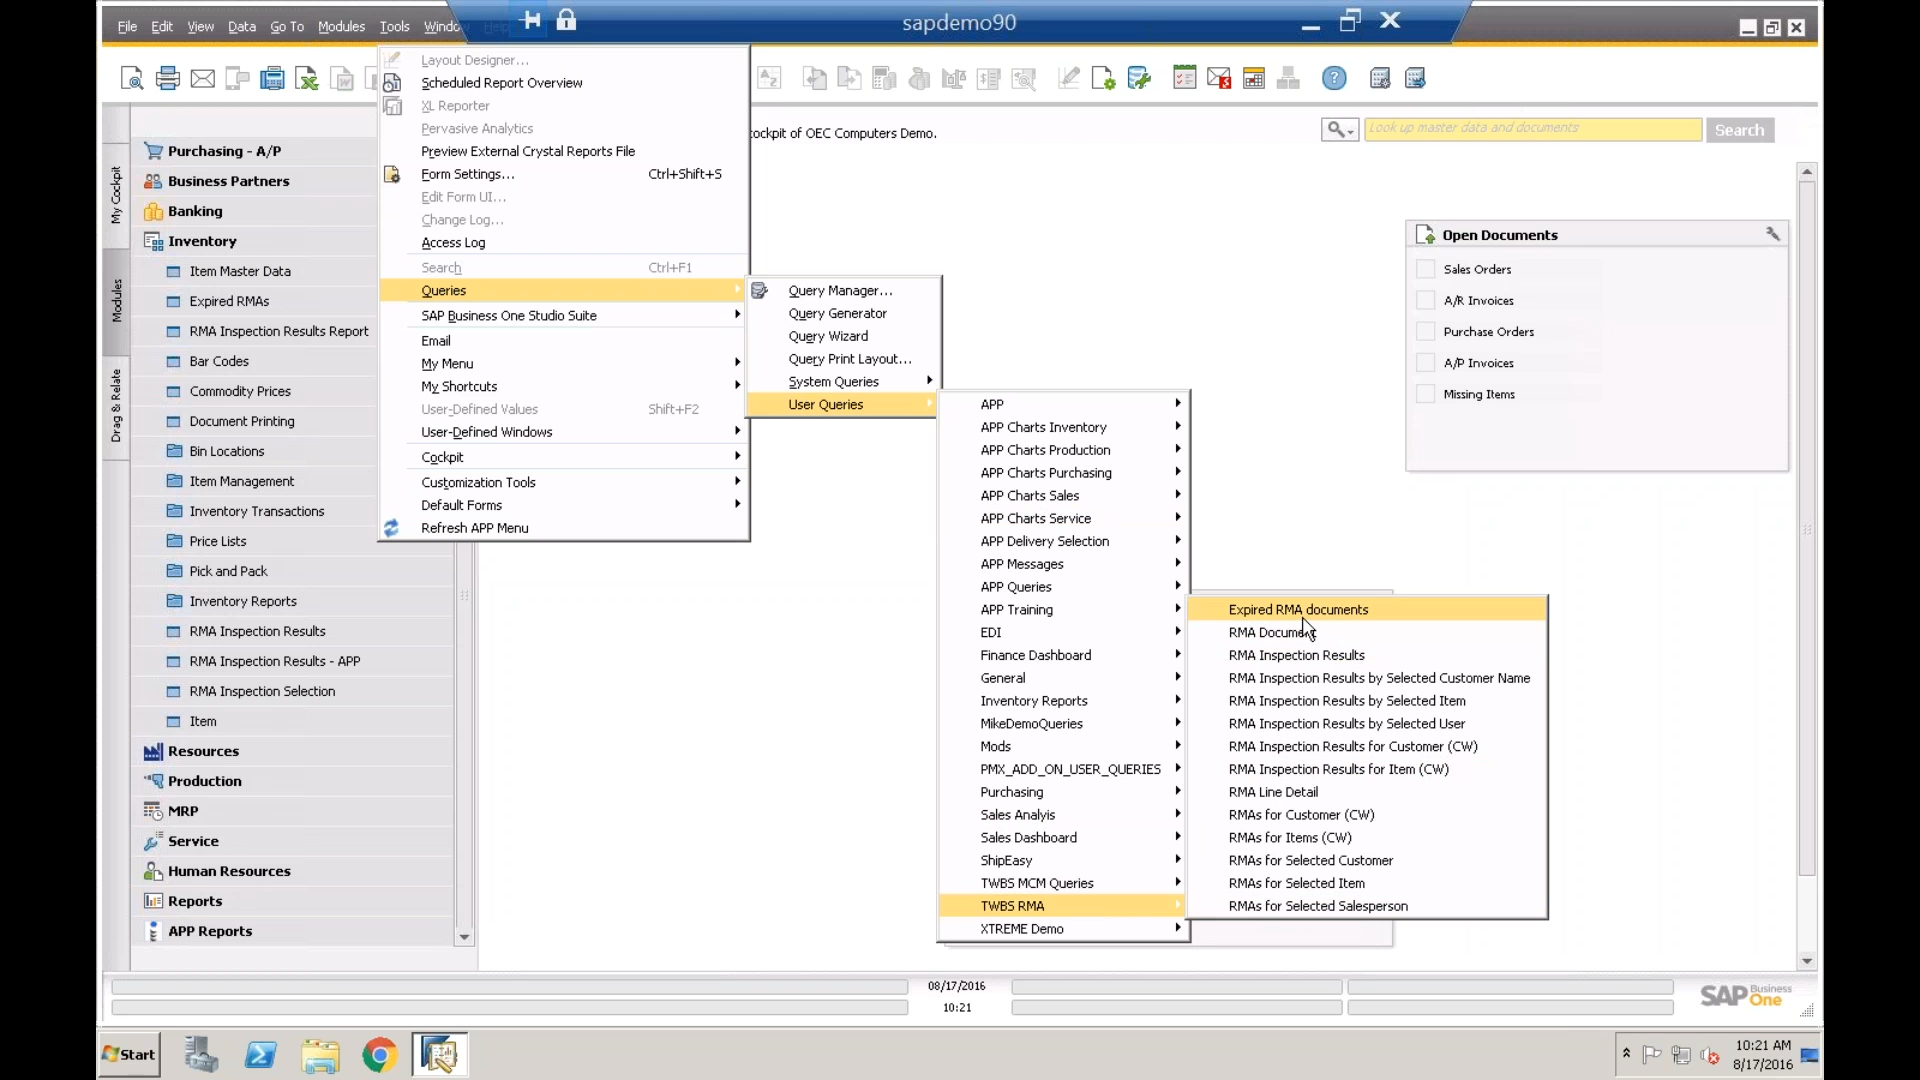 File Edit View Data Go To Modules Tools Window
sapdemo90
cockpit of OEC Computers Demo.
Look up master data and documents
Search
My Cockpit
Modules
Drag & Relate
Purchasing - A/P
Business Partners
Banking
Inventory
Item Master Data
Expired RMAs
RMA Inspection Results Report
Bar Codes
Commodity Prices
Document Printing
Bin Locations
Item Management
Inventory Transactions
Price Lists
Pick and Pack
Inventory Reports
RMA Inspection Results
RMA Inspection Results - APP
RMA Inspection Selection
Item
Resources
Production
MRP
Service
Human Resources
Reports
APP Reports
Layout Designer...
Scheduled Report Overview
XL Reporter
Pervasive Analytics
Preview External Crystal Reports File
Form Settings... Ctrl+Shift+S
Edit Form UI...
Change Log...
Access Log
Search Ctrl+F1
Queries
SAP Business One Studio Suite
Email
My Menu
My Shortcuts
User-Defined Values Shift+F2
User-Defined Windows
Cockpit
Customization Tools
Default Forms
Refresh APP Menu
Query Manager...
Query Generator
Query Wizard
Query Print Layout...
System Queries
User Queries
APP
APP Charts Inventory
APP Charts Production
APP Charts Purchasing
APP Charts Sales
APP Charts Service
APP Delivery Selection
APP Messages
APP Queries
APP Training
EDI
Finance Dashboard
General
Inventory Reports
MikeDemoQueries
Mods
PMX_ADD_ON_USER_QUERIES
Purchasing
Sales Analyis
Sales Dashboard
ShipEasy
TWBS MCM Queries
TWBS RMA
XTREME Demo
Expired RMA documents
RMA Document
RMA Inspection Results
RMA Inspection Results by Selected Customer Name
RMA Inspection Results by Selected Item
RMA Inspection Results by Selected User
RMA Inspection Results for Customer (CW)
RMA Inspection Results for Item (CW)
RMA Line Detail
RMAs for Customer (CW)
RMAs for Items (CW)
RMAs for Selected Customer
RMAs for Selected Item
RMAs for Selected Salesperson
Open Documents
Sales Orders
A/R Invoices
Purchase Orders
A/P Invoices
Missing Items
08/17/2016
10:21
SAP Business One
Start
10:21 AM
8/17/2016